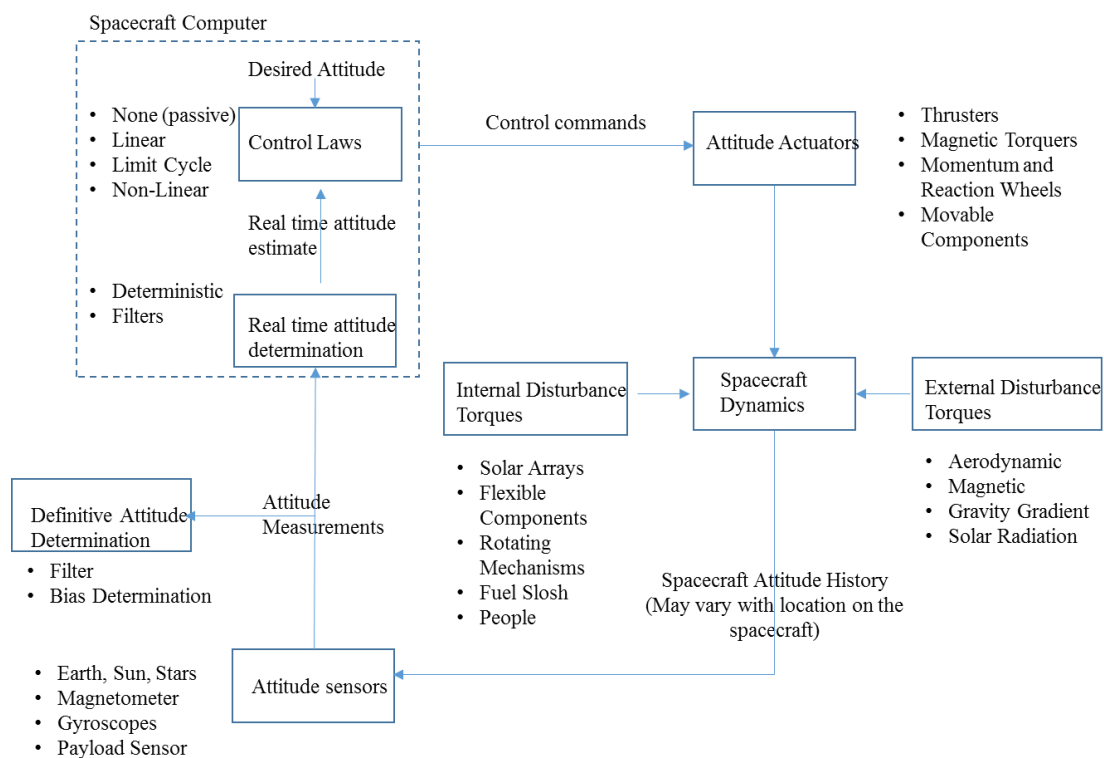 Spacecraft Computer
Desired Attitude
• None (passive)
• Linear
• Limit Cycle
• Non-Linear
Control Laws
Control commands
Attitude Actuators
• Thrusters
• Magnetic Torquers
• Momentum and
Reaction Wheels
• Movable
Components
Real time attitude
estimate
• Deterministic
• Filters
Real time attitude
determination
Internal Disturbance
Torques
Spacecraft
Dynamics
External Disturbance
Torques
• Solar Arrays
• Flexible
Components
• Rotating
Mechanisms
• Fuel Slosh
• People
• Aerodynamic
• Magnetic
• Gravity Gradient
• Solar Radiation
Definitive Attitude
Determination
Attitude
Measurements
• Filter
• Bias Determination
Spacecraft Attitude History
(May vary with location on the
spacecraft)
• Earth, Sun, Stars
• Magnetometer
• Gyroscopes
• Payload Sensor
Attitude sensors